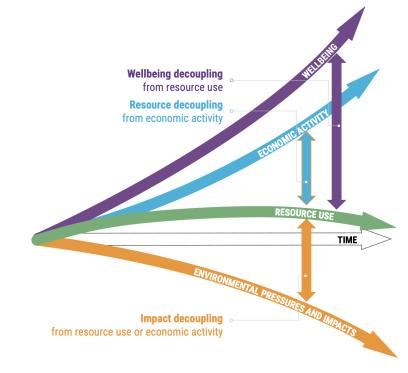 WELLBEING
Wellbeing decoupling
from resource use
Resource decoupling
from economic activity
ECONOMIC ACTIVITY
RESOURCE USE
TIME
ENVIRONMENTAL PRESSURES AND IMPACTS
Impact decoupling
from resource use or economic activity